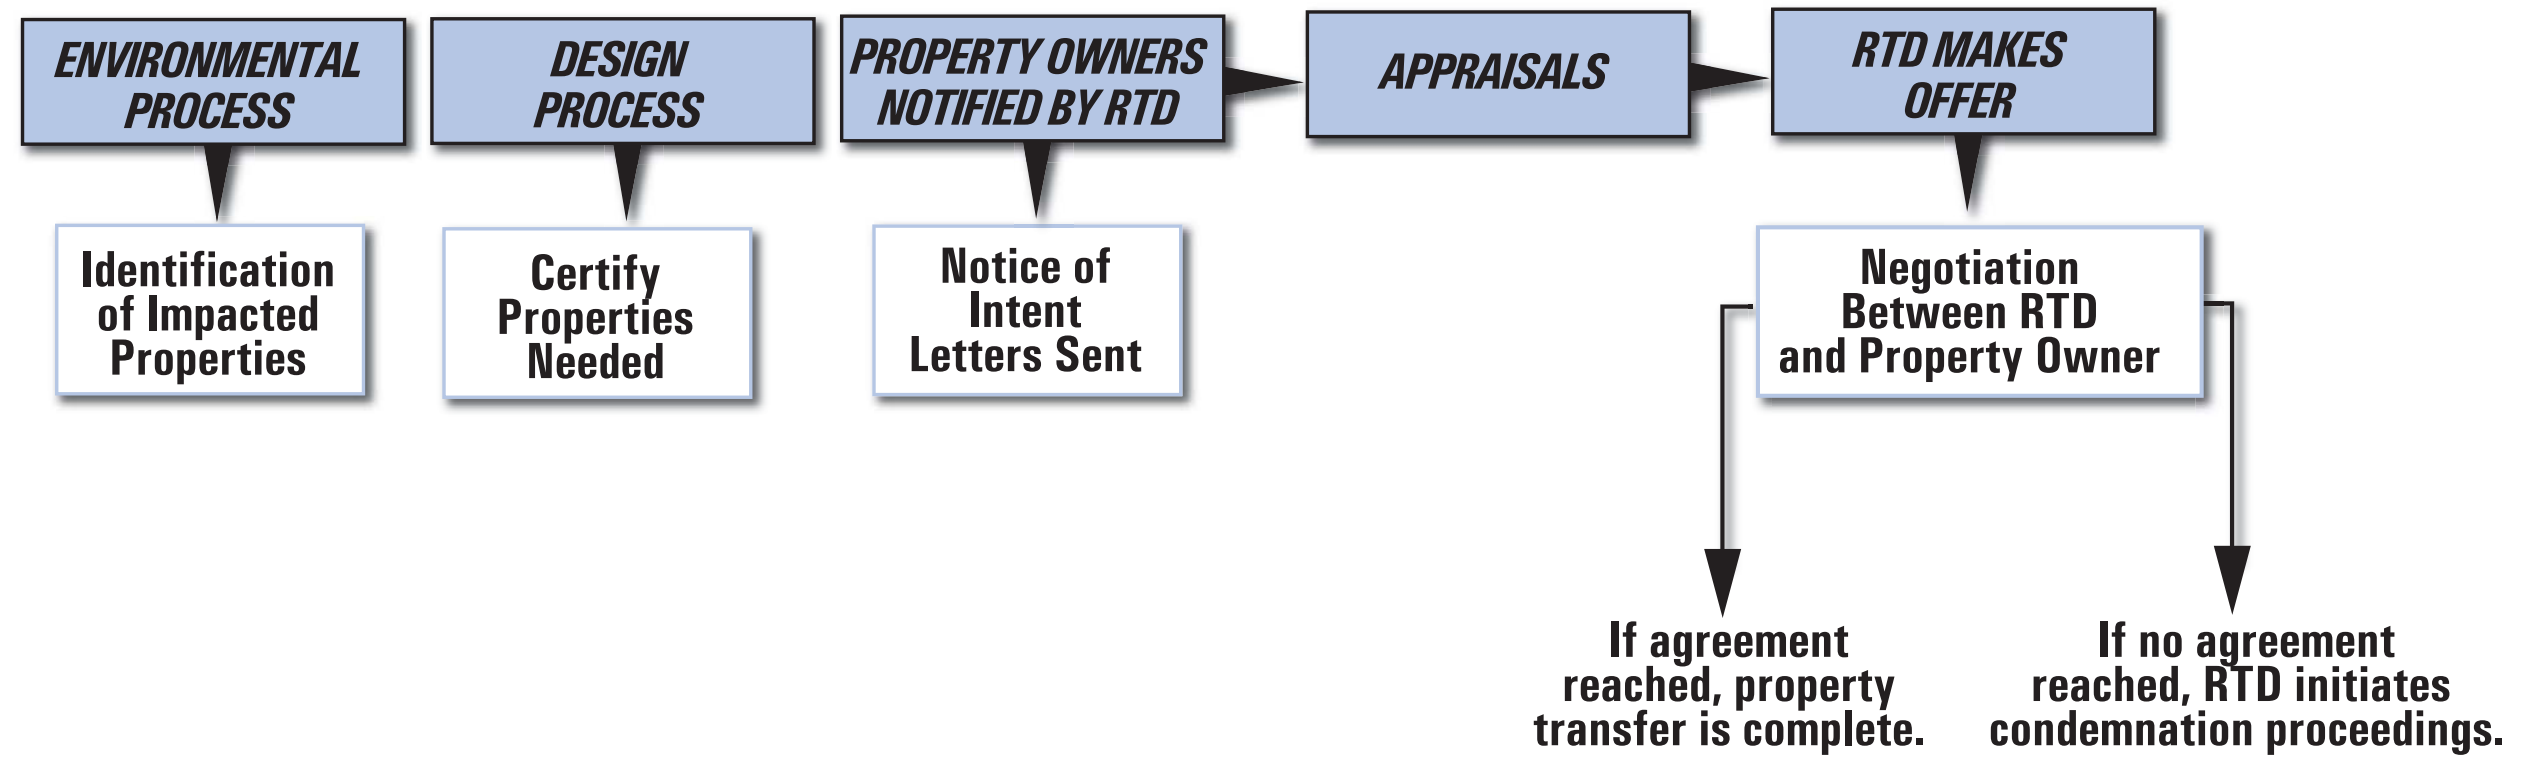 ENVIRONMENTAL
PROCESS
DESIGN
PROCESS
PROPERTY OWNERS
NOTIFIED BY RTD
APPRAISALS
RTD MAKES
OFFER
Identification
of Impacted
Properties
Certify
Properties
Needed
Notice of
Intent
Letters Sent
Negotiation
Between RTD
and Property Owner
If agreement
reached, property
transfer is complete.
If no agreement
reached, RTD initiates
condemnation proceedings.